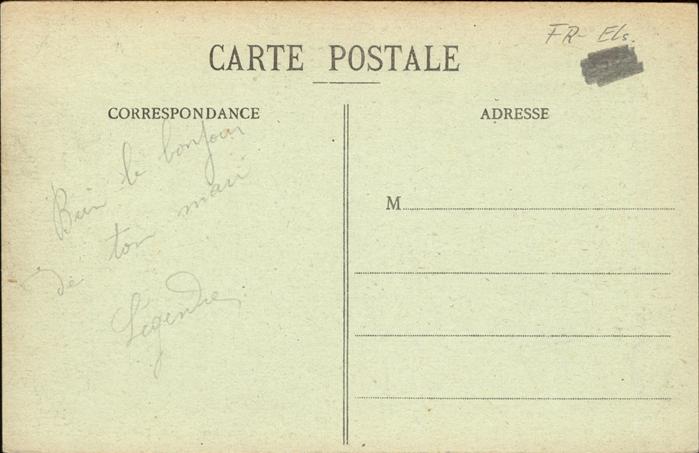 FR- Els.
CARTE POSTALE
CORRESPONDANCE
Bien le bonjour
de ton mari
Légendre
ADRESSE
M